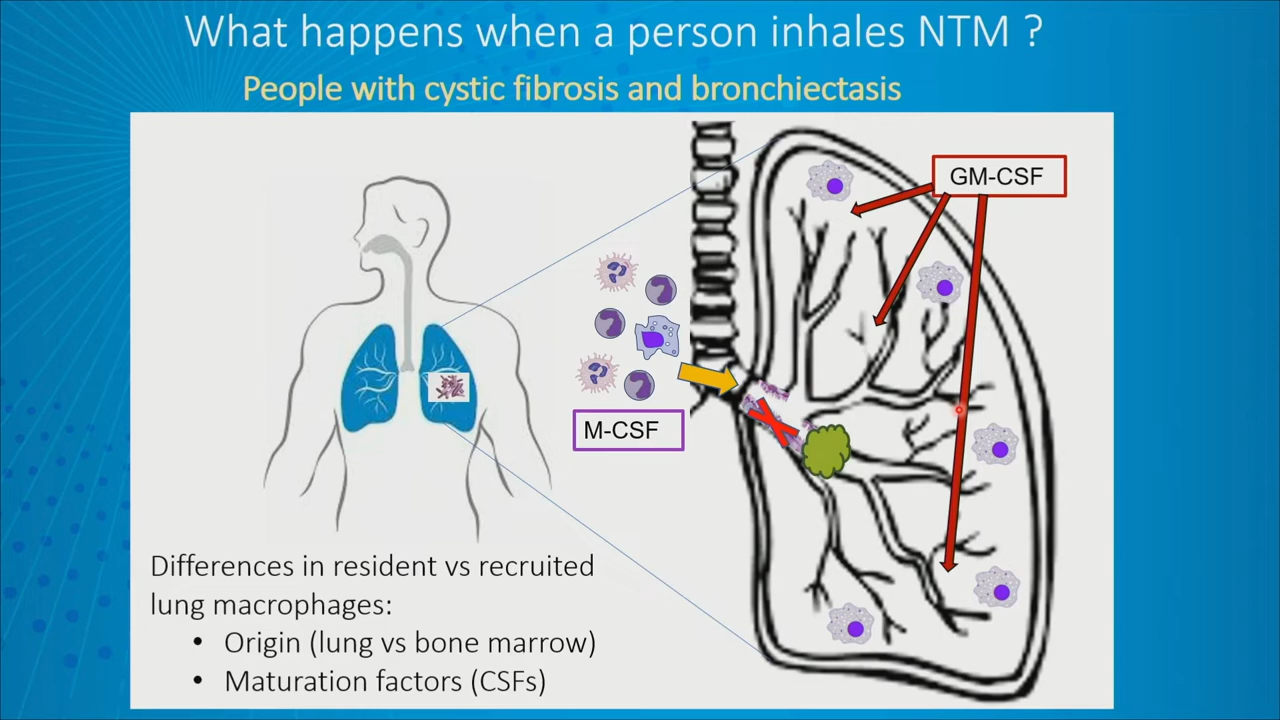 What happens when a person inhales NTM ?
People with cystic fibrosis and bronchiectasis
GM-CSF
M-CSF
Differences in resident vs recruited
lung macrophages:
• Origin (lung vs bone marrow)
• Maturation factors (CSFs)